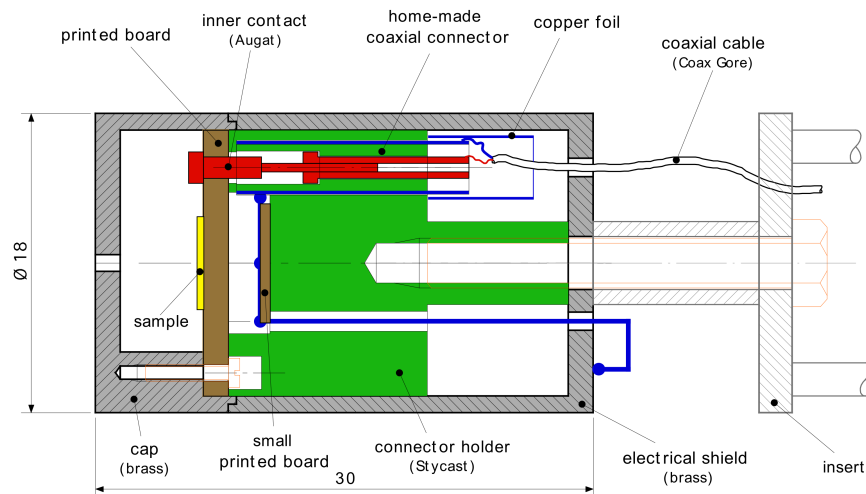 printed board
inner contact
(Augat)
home-made
coaxial connector
copper foil
coaxial cable
(Coax Gore)
Ø 18
sample
cap
(brass)
small
printed board
connector holder
(Stycast)
electrical shield
(brass)
insert
30